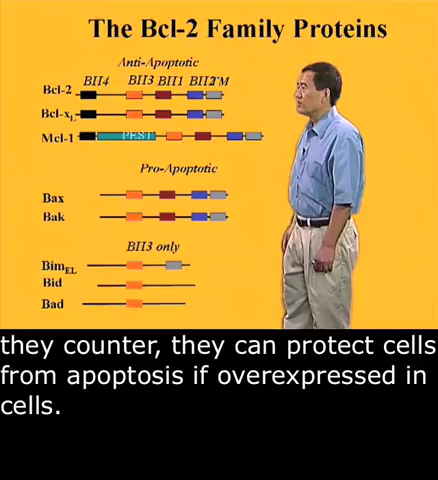 The Bcl-2 Family Proteins
Anti-Apoptotic
BH4 BH3 BH1 BH2 TM
Bcl-2
Bcl-xL
Mcl-1 PEST
Pro-Apoptotic
Bax
Bak
BH3 only
BimEL
Bid
Bad
they counter, they can protect cells
from apoptosis if overexpressed in
cells.